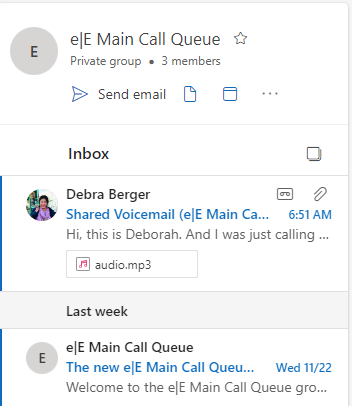 E
e|E Main Call Queue
Private group • 3 members
Send email
Inbox
Debra Berger
Shared Voicemail (e|E Main Ca... 6:51 AM
Hi, this is Deborah. And I was just calling ...
audio.mp3
Last week
E
e|E Main Call Queue
The new e|E Main Call Queu... Wed 11/22
Welcome to the e|E Main Call Queue gro...